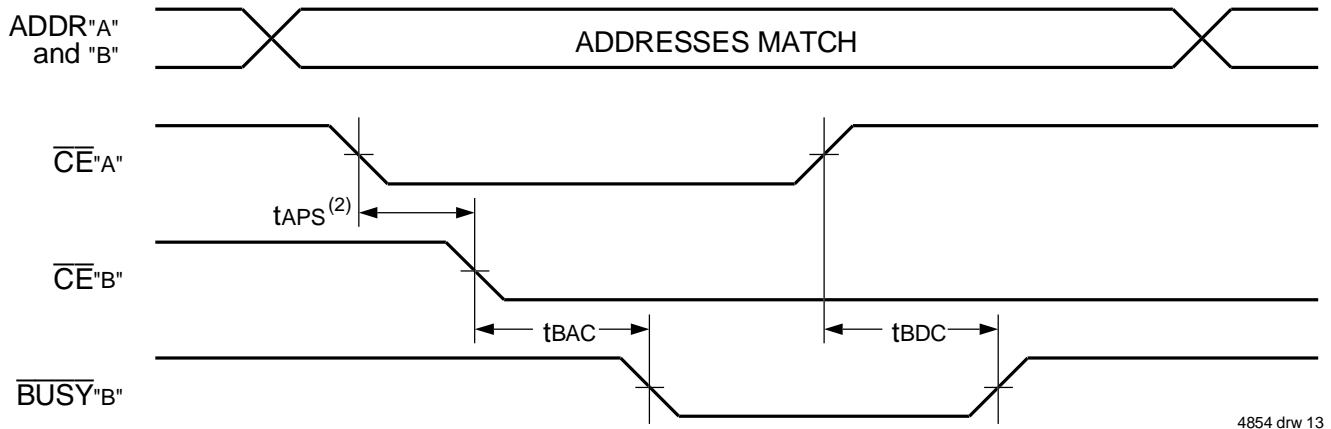 ADDR"A"
and "B"
ADDRESSES MATCH
CE"A"
tAPS(2)
CE"B"
tBAC
tBDC
BUSY"B"
4854 drw 13